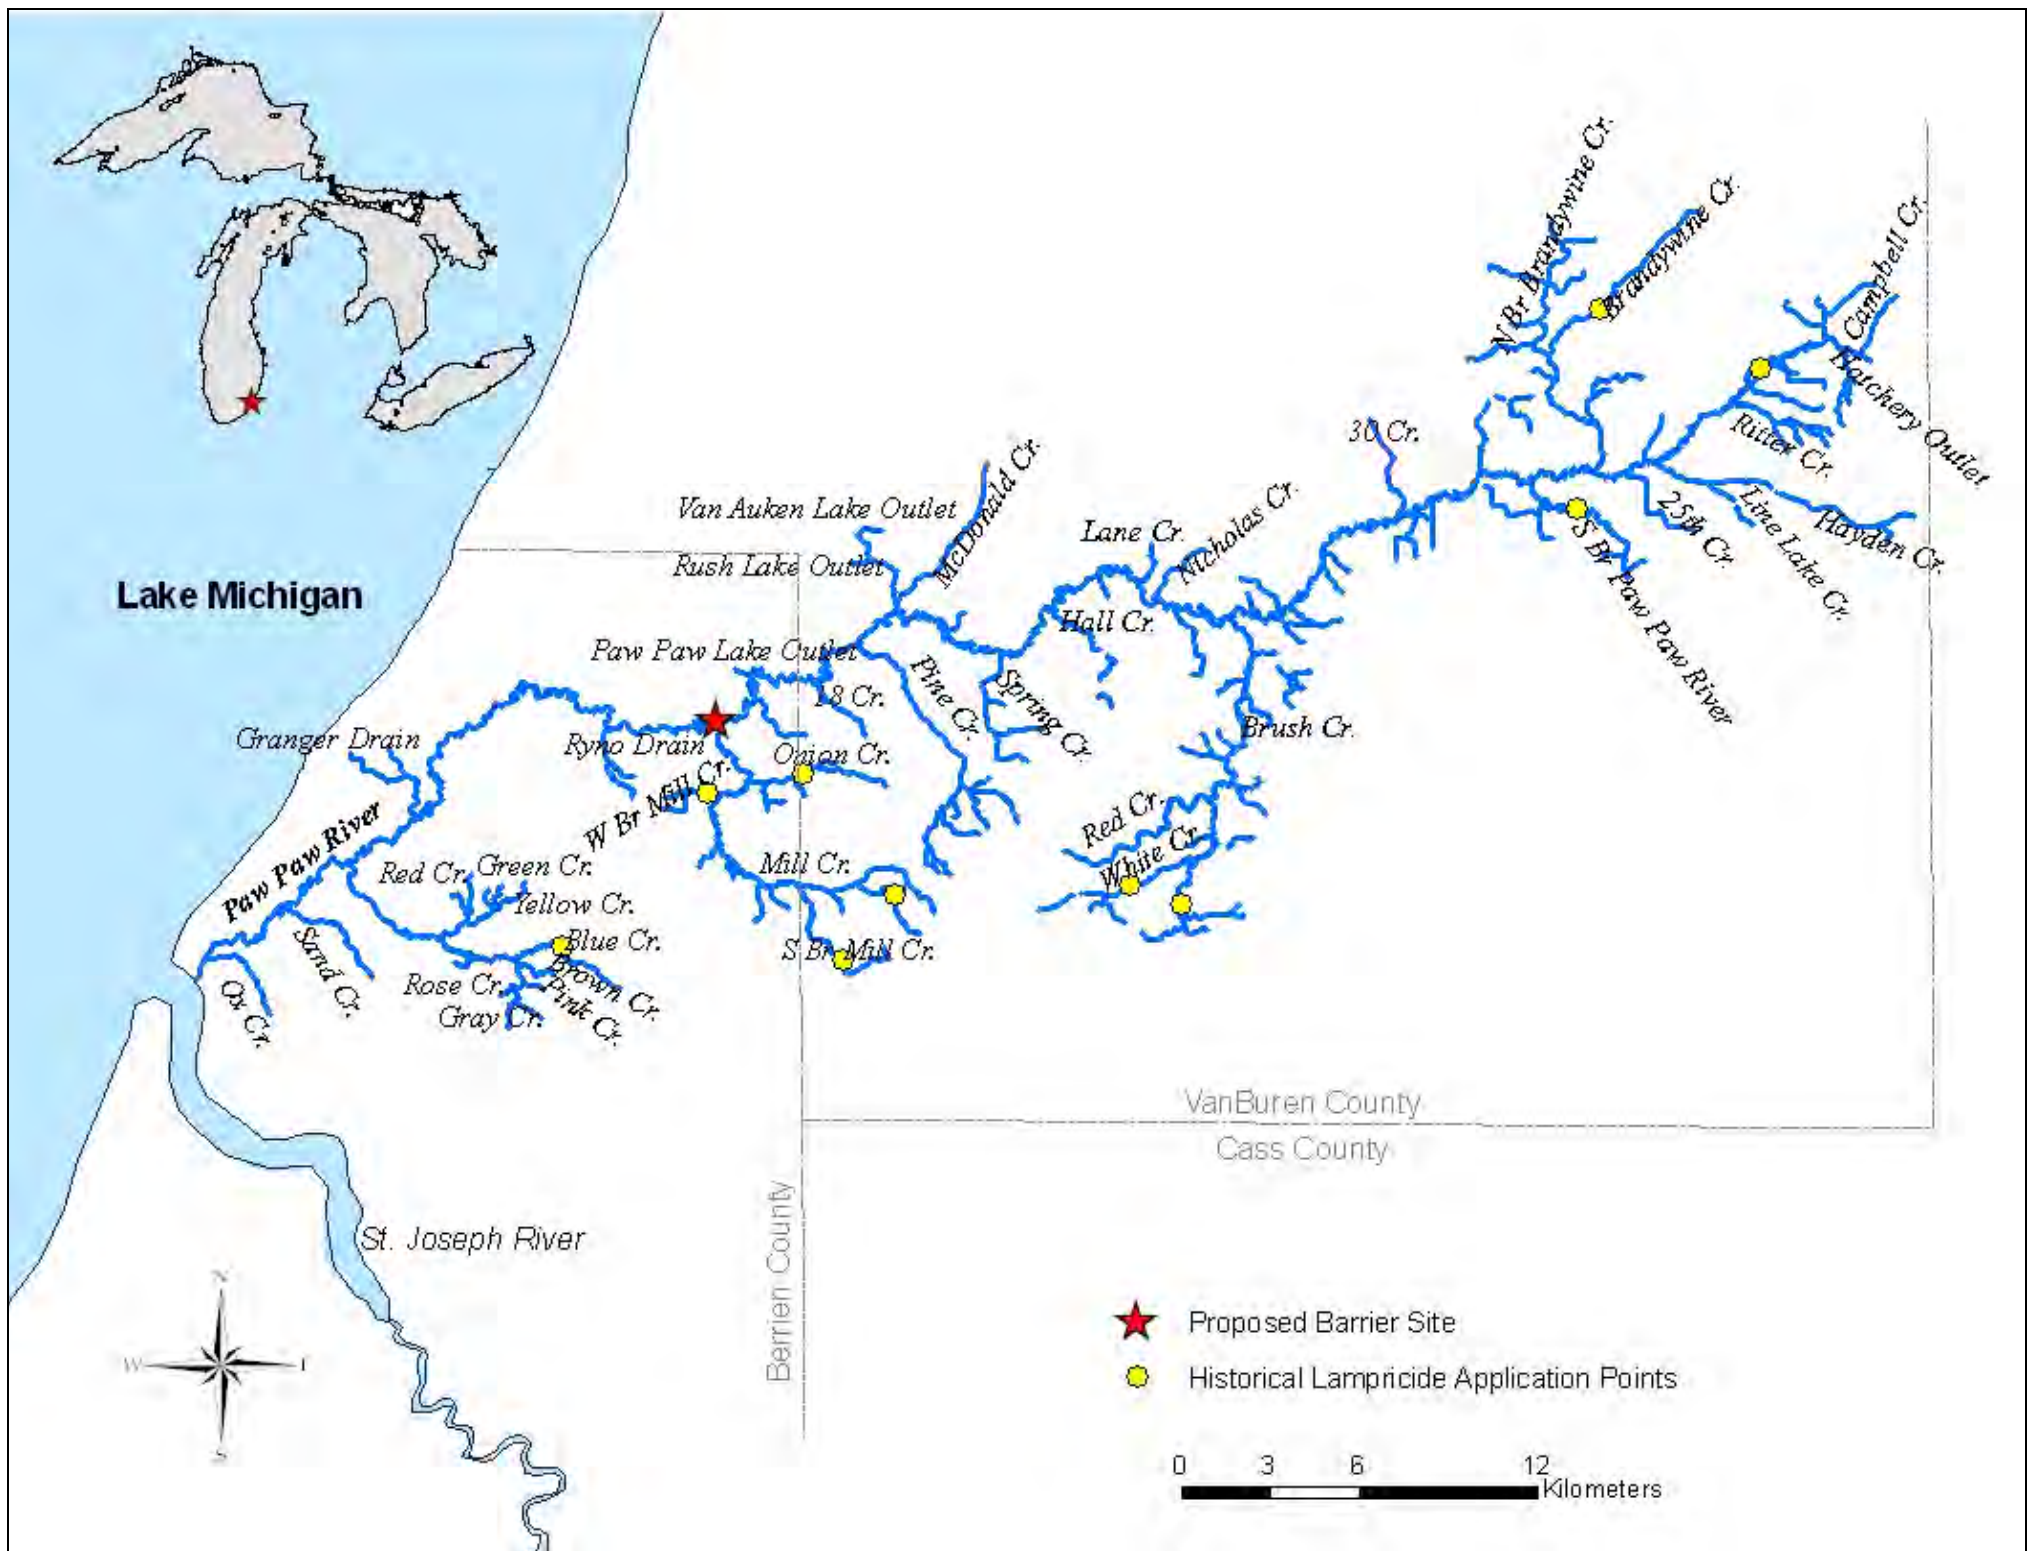 N Br Brandywine Cr.
Brandywine Cr.
Campbell Cr.
Hatchery Outlet
Ritter Cr.
30 Cr.
McDonald Cr.
Van Auken Lake Outlet
Lane Cr.
Nicholas Cr.
S Br Paw Paw River
25th Cr.
Line Lake Cr.
Hayden Cr.
Rush Lake Outlet
Lake Michigan
Hall Cr.
Paw Paw Lake Outlet
Pine Cr.
Spring Cr.
18 Cr.
Brush Cr.
Granger Drain
Ryno Drain
Onion Cr.
W Br Mill Cr.
Red Cr.
White Cr.
Paw Paw River
Red Cr.
Green Cr.
Mill Cr.
Yellow Cr.
Blue Cr.
S Br Mill Cr.
Sand Cr.
Brown Cr.
Rose Cr.
Pink Cr.
Ox Cr.
Gray Cr.
VanBuren County
Cass County
Berrien County
St. Joseph River
N
W
S
Proposed Barrier Site
Historical Lampricide Application Points
0 3 6 12
Kilometers